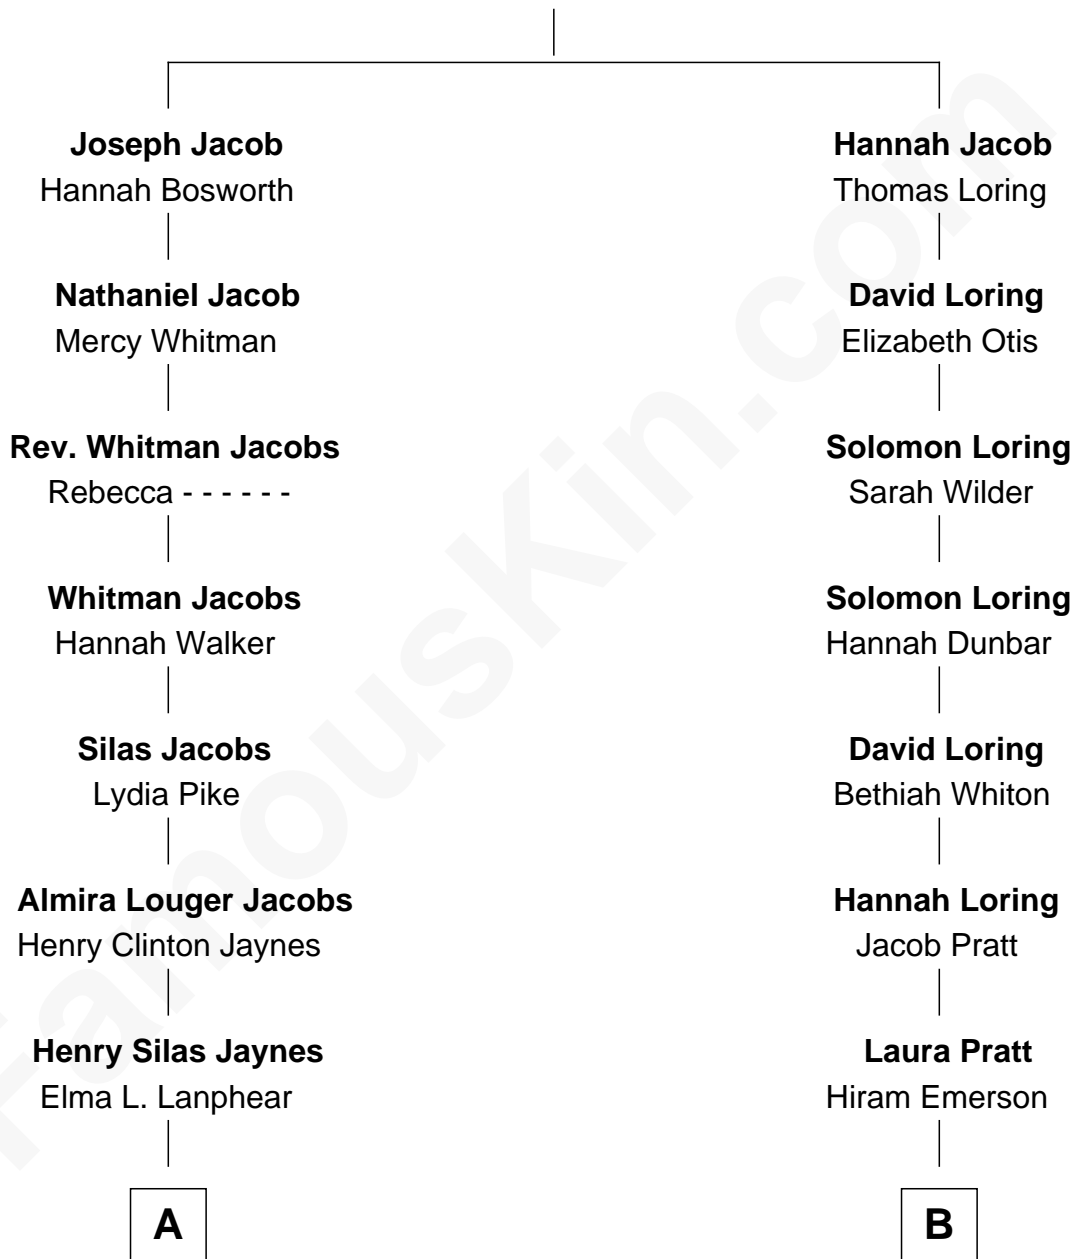 Joseph Jacob
Hannah Bosworth
Nathaniel Jacob
Mercy Whitman
Rev. Whitman Jacobs
Rebecca - - - - - -
Whitman Jacobs
Hannah Walker
Silas Jacobs
Lydia Pike
Almira Louger Jacobs
Henry Clinton Jaynes
Henry Silas Jaynes
Elma L. Lanphear
A
Hannah Jacob
Thomas Loring
David Loring
Elizabeth Otis
Solomon Loring
Sarah Wilder
Solomon Loring
Hannah Dunbar
David Loring
Bethiah Whiton
Hannah Loring
Jacob Pratt
Laura Pratt
Hiram Emerson
B
FamousKin.com